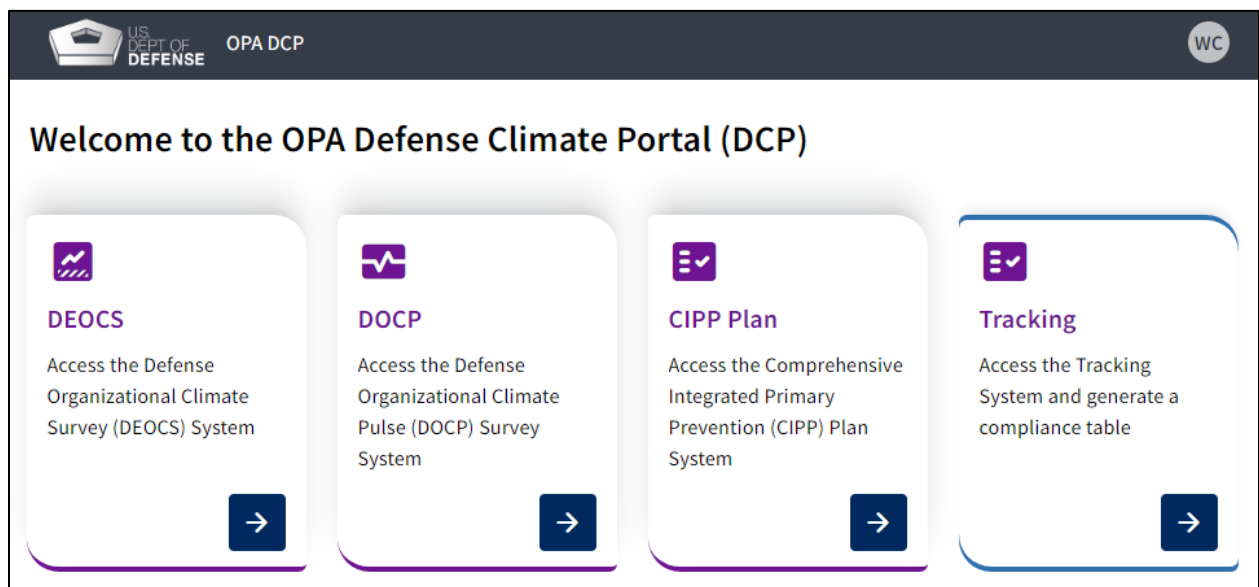 U.S.
DEPT OF
DEFENSE
OPA DCP
WC
Welcome to the OPA Defense Climate Portal (DCP)
DEOCS
Access the Defense
Organizational Climate
Survey (DEOCS) System
DOCP
Access the Defense
Organizational Climate
Pulse (DOCP) Survey
System
CIPP Plan
Access the Comprehensive
Integrated Primary
Prevention (CIPP) Plan
System
Tracking
Access the Tracking
System and generate a
compliance table